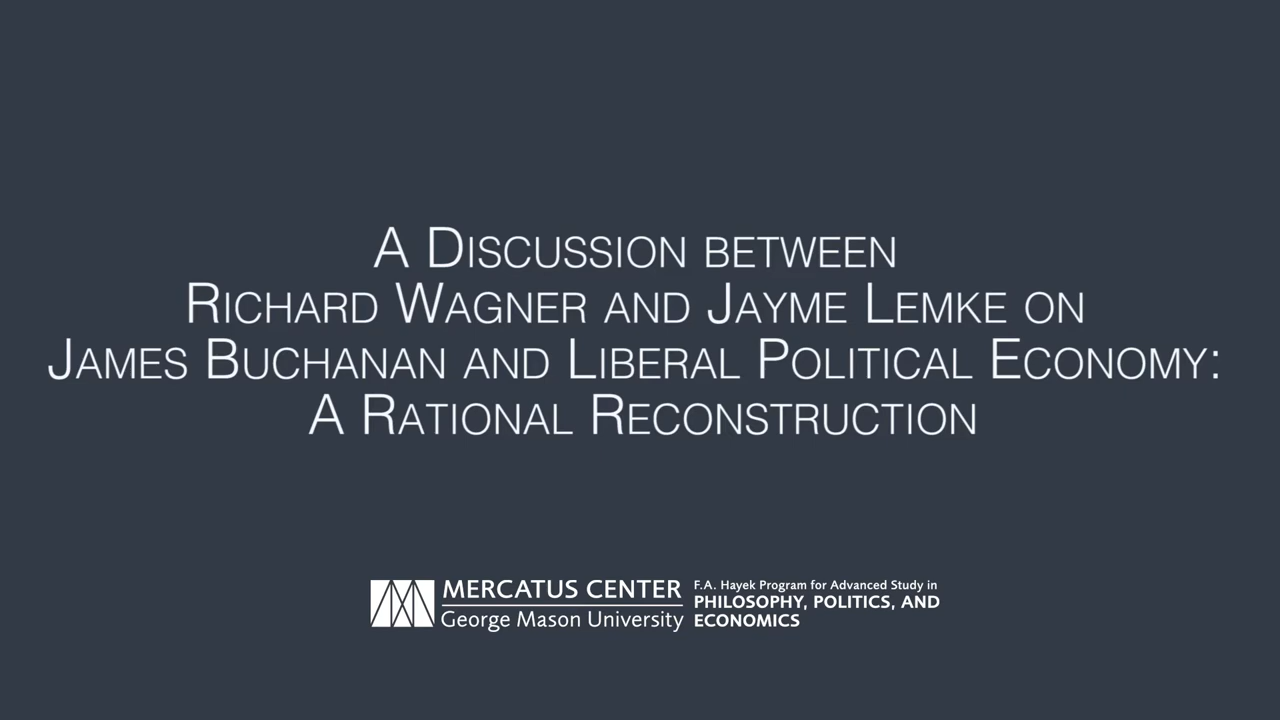 A Discussion between
Richard Wagner and Jayme Lemke on
James Buchanan and Liberal Political Economy:
A Rational Reconstruction
MERCATUS CENTER
George Mason University
F.A. Hayek Program for Advanced Study in
PHILOSOPHY, POLITICS, AND
ECONOMICS